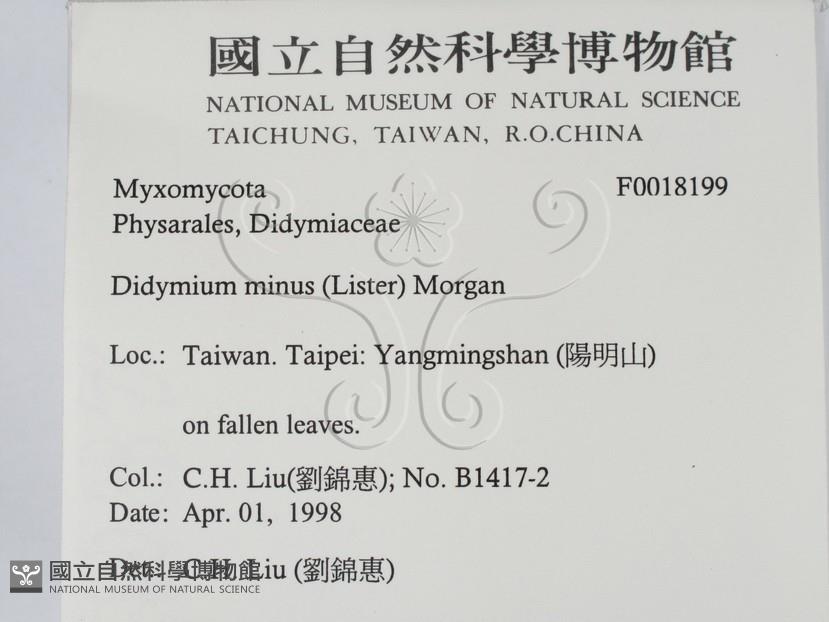 國立自然科學博物館
NATIONAL MUSEUM OF NATURAL SCIENCE
TAICHUNG, TAIWAN, R.O.CHINA
Myxomycota F0018199
Physarales, Didymiaceae
Didymium minus (Lister) Morgan
Loc.: Taiwan. Taipei: Yangmingshan (陽明山)
on fallen leaves.
Col.: C.H. Liu(劉錦惠); No. B1417-2
Date: Apr. 01, 1998
Det.: C.H. Liu (劉錦惠)
國立自然科學博物館
NATIONAL MUSEUM OF NATURAL SCIENCE